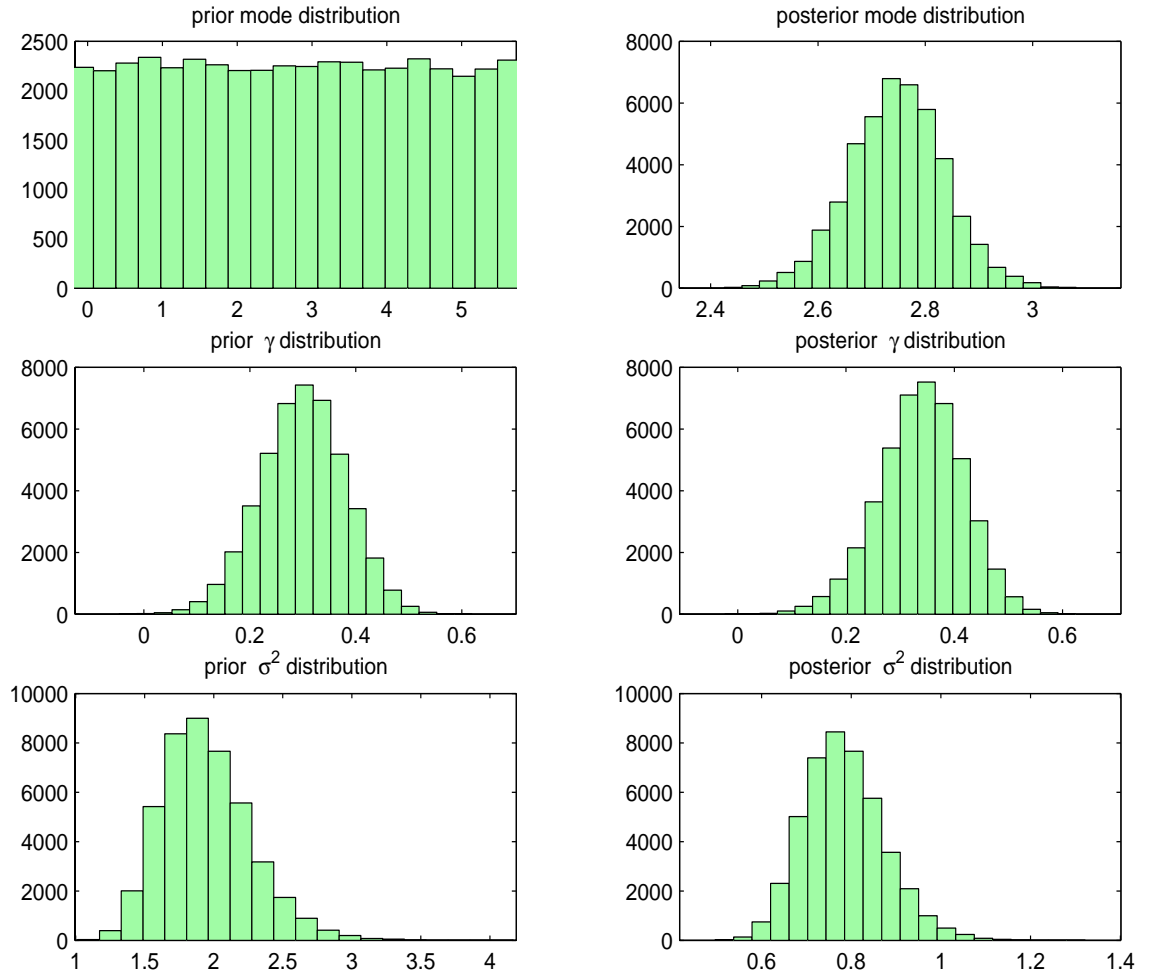 prior mode distribution
2500
2000
1500
1000
500
0
0 1 2 3 4 5
posterior mode distribution
8000
6000
4000
2000
0
2.4 2.6 2.8 3
prior γ distribution
8000
6000
4000
2000
0
0 0.2 0.4 0.6
posterior γ distribution
8000
6000
4000
2000
0
0 0.2 0.4 0.6
prior σ² distribution
10000
8000
6000
4000
2000
0
1 1.5 2 2.5 3 3.5 4
posterior σ² distribution
10000
8000
6000
4000
2000
0
0.6 0.8 1 1.2 1.4